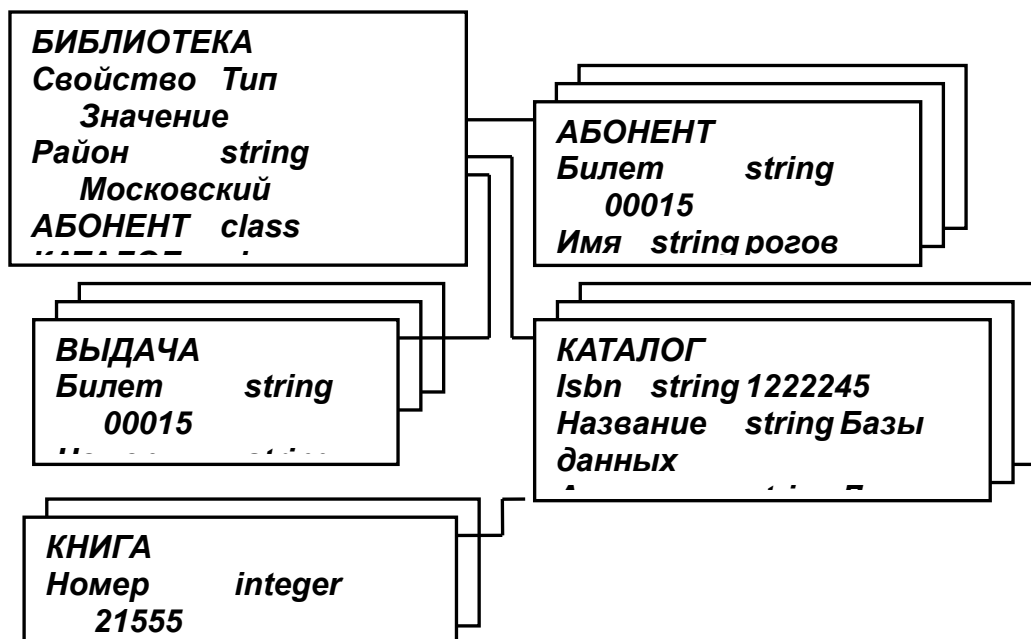 БИБЛИОТЕКА
Свойство Тип
Значение
Район string
Московский
АБОНЕНТ class
АБОНЕНТ
Билет string
00015
Имя string рогов
ВЫДАЧА
Билет string
00015
КАТАЛОГ
Isbn string 1222245
Название string Базы
данных
КНИГА
Номер integer
21555